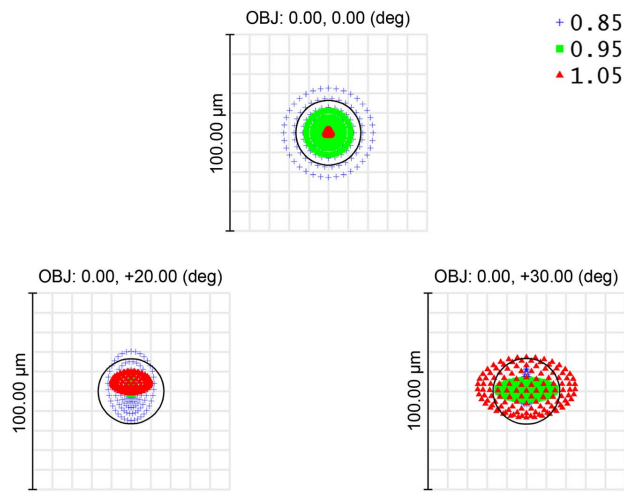 OBJ: 0.00, 0.00 (deg)
0.85
0.95
1.05
100.00 µm
OBJ: 0.00, +20.00 (deg)
OBJ: 0.00, +30.00 (deg)
100.00 µm
100.00 µm